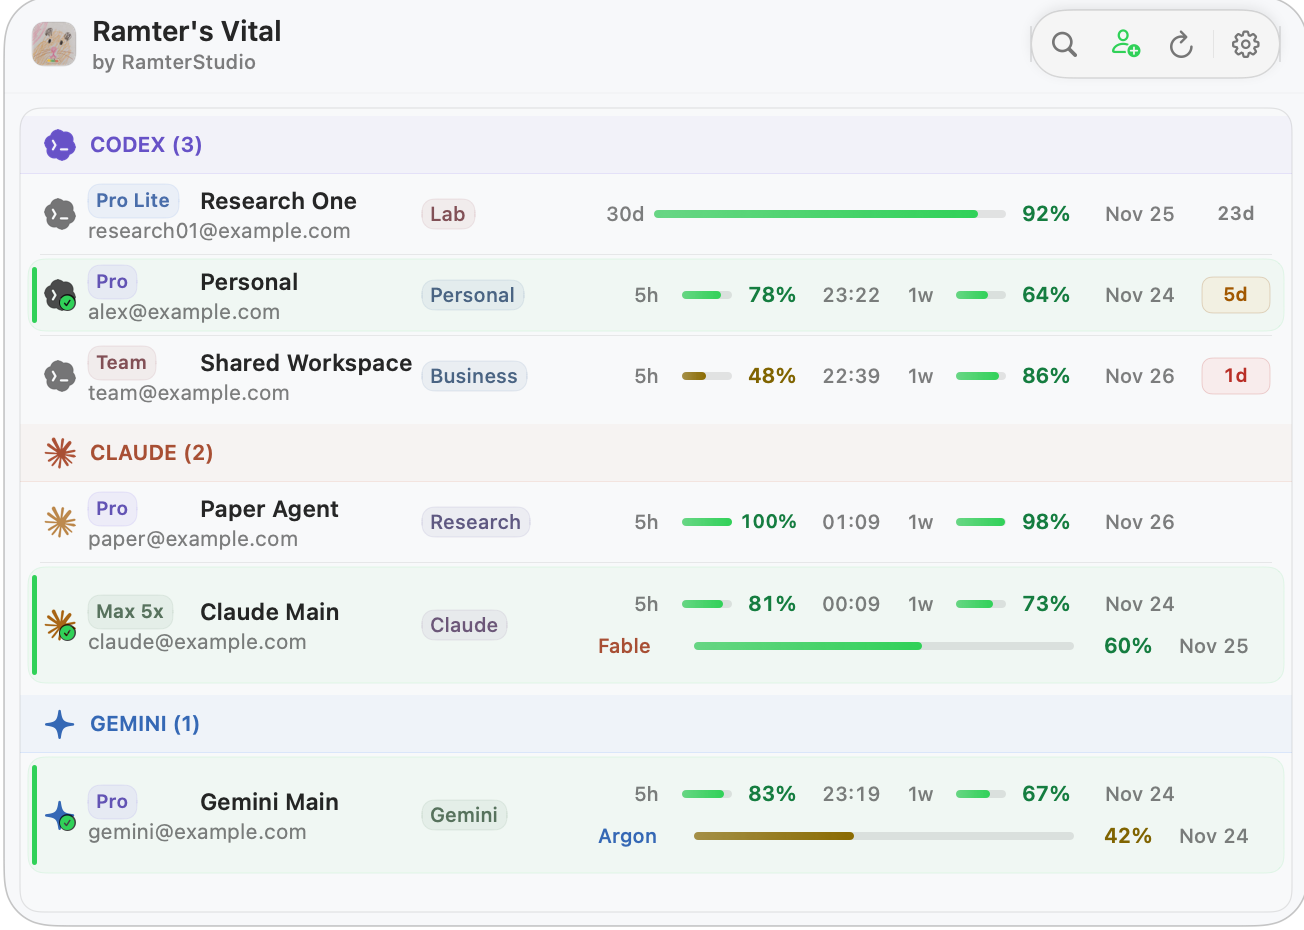 Ramter's Vital
by RamterStudio
CODEX (3)
Pro Lite Research One
research01@example.com
Lab 30d 92% Nov 25 23d
Pro Personal
alex@example.com
Personal 5h 78% 23:22 1w 64% Nov 24 5d
Team Shared Workspace
team@example.com
Business 5h 48% 22:39 1w 86% Nov 26 1d
CLAUDE (2)
Pro Paper Agent
paper@example.com
Research 5h 100% 01:09 1w 98% Nov 26
Max 5x Claude Main
claude@example.com
Claude
5h 81% 00:09 1w 73% Nov 24
Fable 60% Nov 25
GEMINI (1)
Pro Gemini Main
gemini@example.com
Gemini
5h 83% 23:19 1w 67% Nov 24
Argon 42% Nov 24